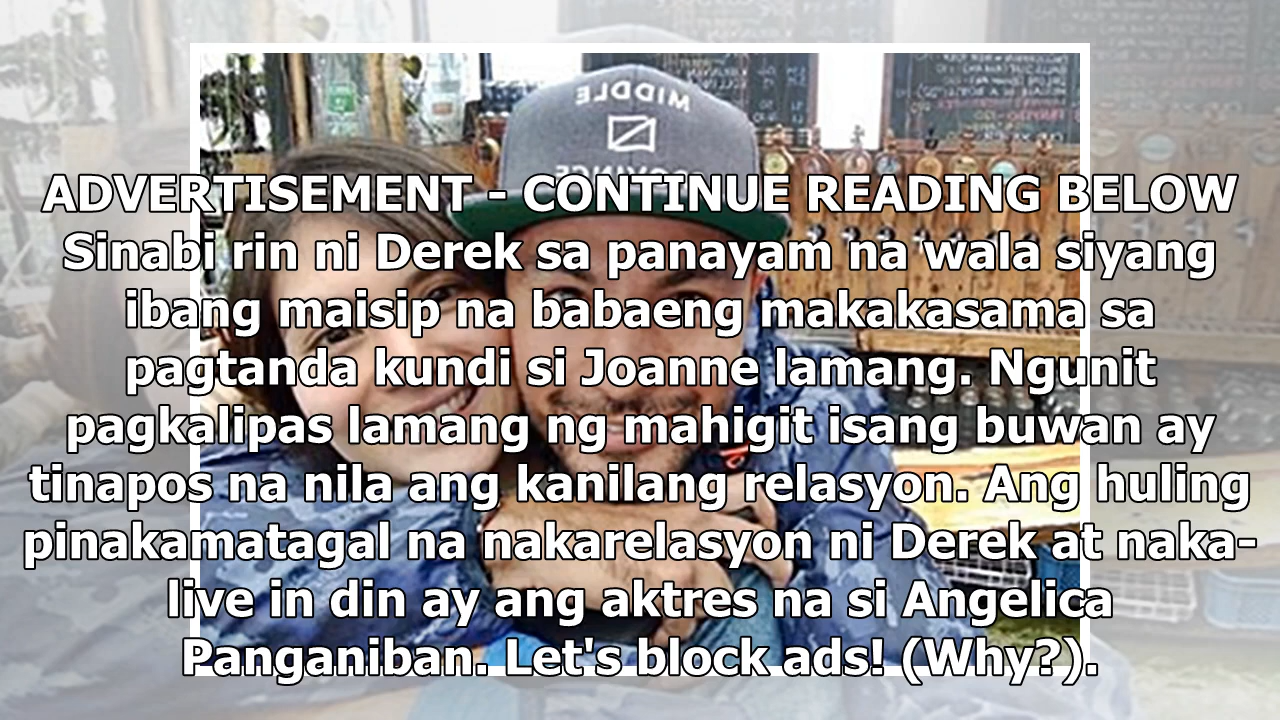 MIDDLE
ADVERTISEMENT - CONTINUE READING BELOW
Sinabi rin ni Derek sa panayam na wala siyang
ibang maisip na babaeng makakasama sa
pagtanda kundi si Joanne lamang. Ngunit
pagkalipas lamang ng mahigit isang buwan ay
tinapos na nila ang kanilang relasyon. Ang huling
pinakamatagal na nakarelasyon ni Derek at naka-
live in din ay ang aktres na si Angelica
Panganiban. Let's block ads! (Why?).